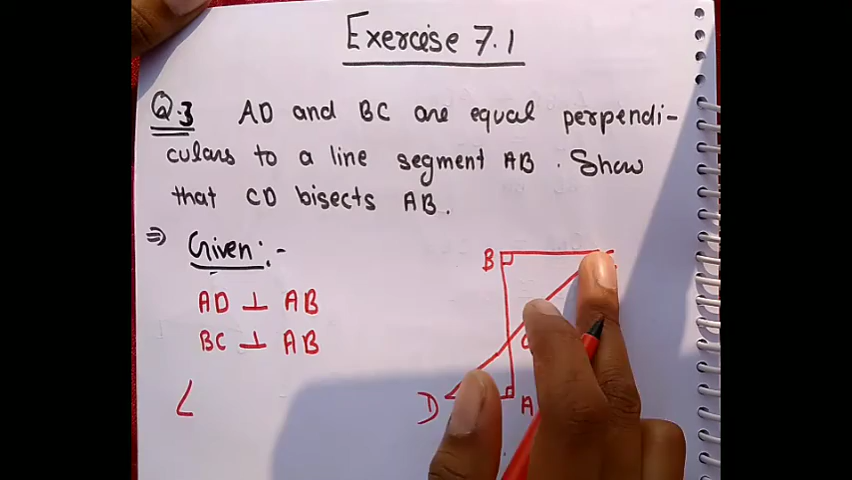 Exercise 7.1
Q.3 AD and BC are equal perpendi-
culars to a line segment AB. Show
that CD bisects AB.
⇒ Given:-
AD ⊥ AB
BC ⊥ AB
∠
B
D
A